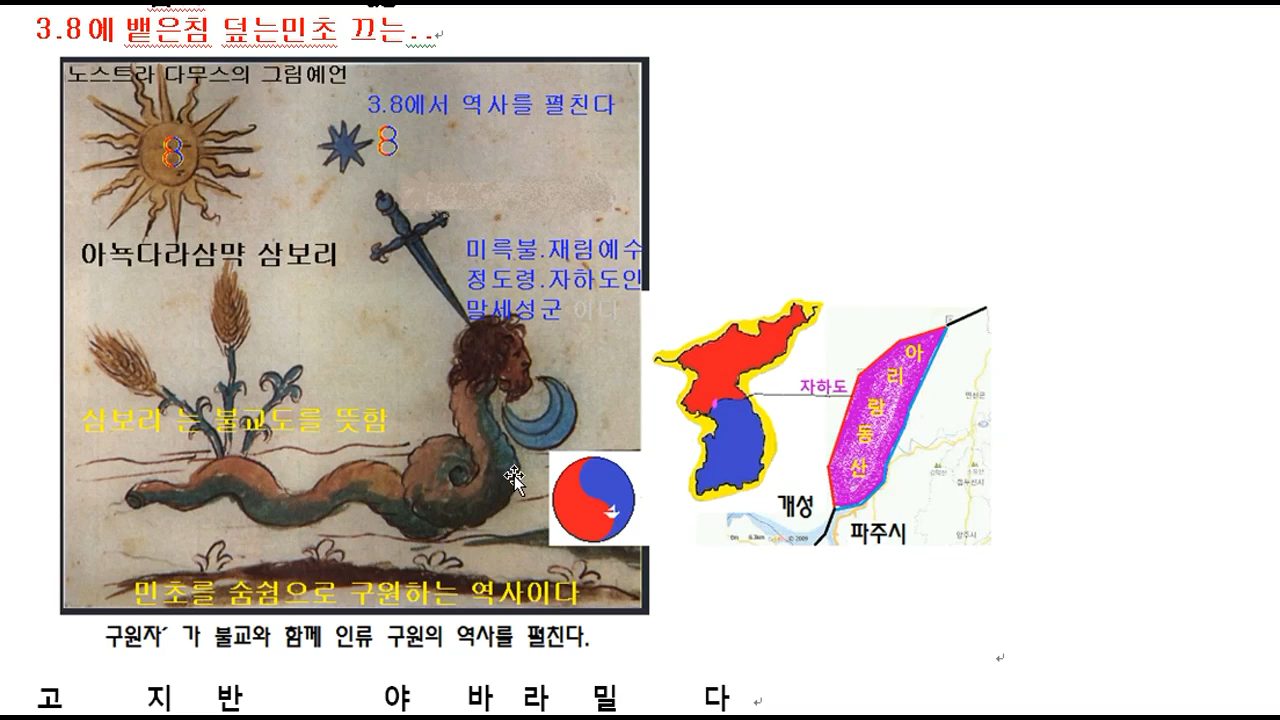 3.8에 뱉은침 덮는민초 끄는..
노스트라 다무스의 그림예언
3.8에서 역사를 펼친다
8
8
아뇩다라삼먁 삼보리
미륵불.재림예수
정도령.자하도인
말세성군 이다
삼보리 는 불교도를 뜻함
민초를 숨쉼으로 구원하는 역사이다
자하도
아
리
랑
동
산
개성
파주시
© 2009
구원자´ 가 불교와 함께 인류 구원의 역사를 펼친다.
고 지 반 야 바 라 밀 다